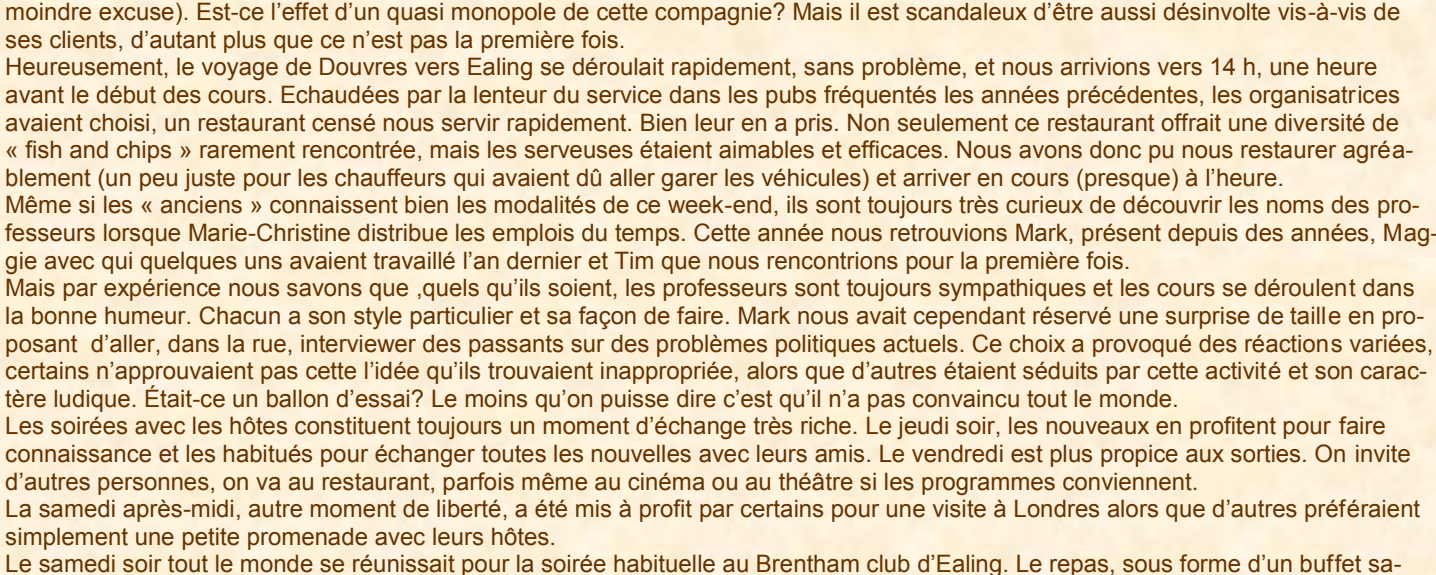 moindre excuse). Est-ce l’effet d’un quasi monopole de cette compagnie? Mais il est scandaleux d’être aussi désinvolte vis-à-vis de
ses clients, d’autant plus que ce n’est pas la première fois.
Heureusement, le voyage de Douvres vers Ealing se déroulait rapidement, sans problème, et nous arrivions vers 14 h, une heure
avant le début des cours. Echaudées par la lenteur du service dans les pubs fréquentés les années précédentes, les organisatrices
avaient choisi, un restaurant censé nous servir rapidement. Bien leur en a pris. Non seulement ce restaurant offrait une diversité de
« fish and chips » rarement rencontrée, mais les serveuses étaient aimables et efficaces. Nous avons donc pu nous restaurer agréa-
blement (un peu juste pour les chauffeurs qui avaient dû aller garer les véhicules) et arriver en cours (presque) à l’heure.
Même si les « anciens » connaissent bien les modalités de ce week-end, ils sont toujours très curieux de découvrir les noms des pro-
fesseurs lorsque Marie-Christine distribue les emplois du temps. Cette année nous retrouvions Mark, présent depuis des années, Mag-
gie avec qui quelques uns avaient travaillé l’an dernier et Tim que nous rencontrions pour la première fois.
Mais par expérience nous savons que ,quels qu’ils soient, les professeurs sont toujours sympathiques et les cours se déroulent dans
la bonne humeur. Chacun a son style particulier et sa façon de faire. Mark nous avait cependant réservé une surprise de taille en pro-
posant d’aller, dans la rue, interviewer des passants sur des problèmes politiques actuels. Ce choix a provoqué des réactions variées,
certains n’approuvaient pas cette l’idée qu’ils trouvaient inappropriée, alors que d’autres étaient séduits par cette activité et son carac-
tère ludique. Était-ce un ballon d’essai? Le moins qu’on puisse dire c’est qu’il n’a pas convaincu tout le monde.
Les soirées avec les hôtes constituent toujours un moment d’échange très riche. Le jeudi soir, les nouveaux en profitent pour faire
connaissance et les habitués pour échanger toutes les nouvelles avec leurs amis. Le vendredi est plus propice aux sorties. On invite
d’autres personnes, on va au restaurant, parfois même au cinéma ou au théâtre si les programmes conviennent.
La samedi après-midi, autre moment de liberté, a été mis à profit par certains pour une visite à Londres alors que d’autres préféraient
simplement une petite promenade avec leurs hôtes.
Le samedi soir tout le monde se réunissait pour la soirée habituelle au Brentham club d’Ealing. Le repas, sous forme d’un buffet sa-